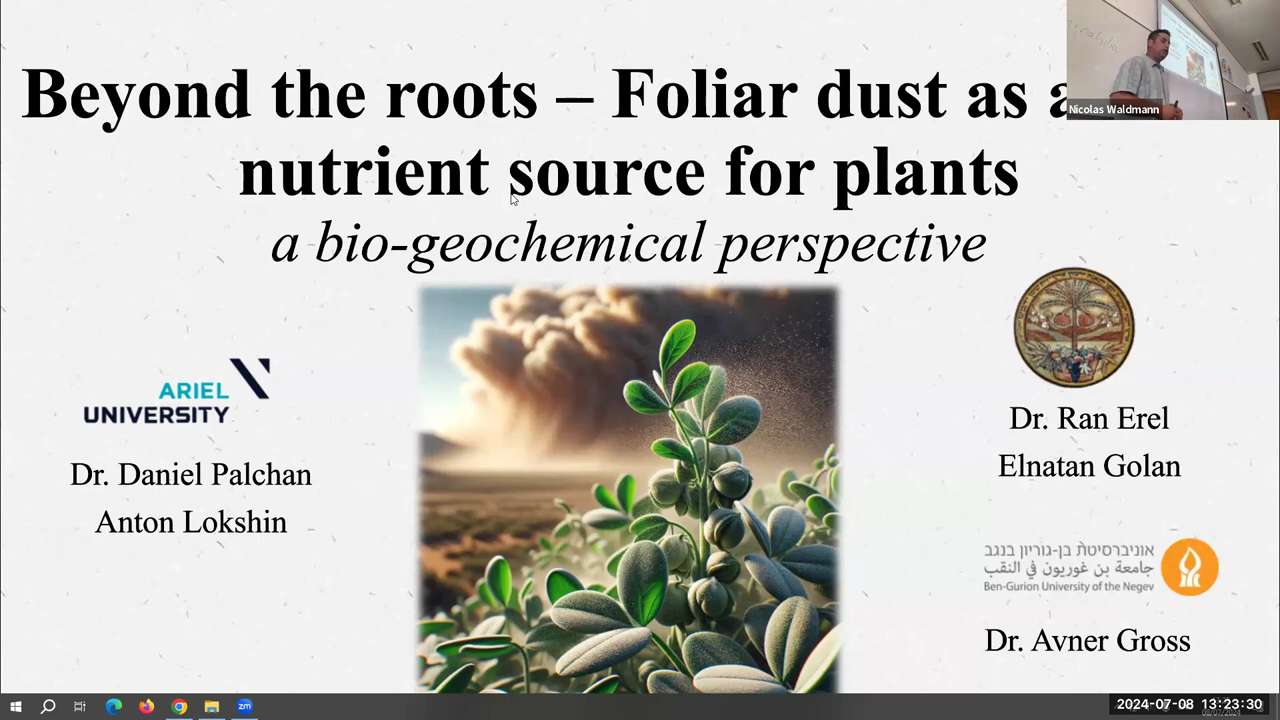 Beyond the roots – Foliar dust as a
nutrient source for plants
a bio-geochemical perspective
Nicolas Waldmann
ARIEL
UNIVERSITY
Dr. Daniel Palchan
Anton Lokshin
Dr. Ran Erel
Elnatan Golan
אוניברסיטת בן-גוריון בנגב
جامعة بن غوريون في النقب
Ben-Gurion University of the Negev
Dr. Avner Gross
zm
2024-07-08 13:23:30